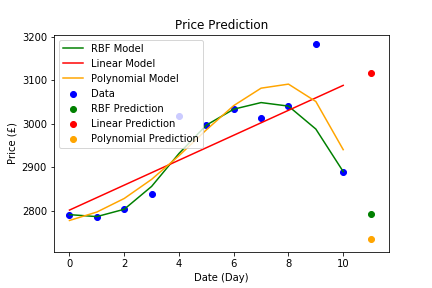 Price Prediction
3200
3100
3000
2900
2800
Price (£)
RBF Model
Linear Model
Polynomial Model
Data
RBF Prediction
Linear Prediction
Polynomial Prediction
0 2 4 6 8 10
Date (Day)